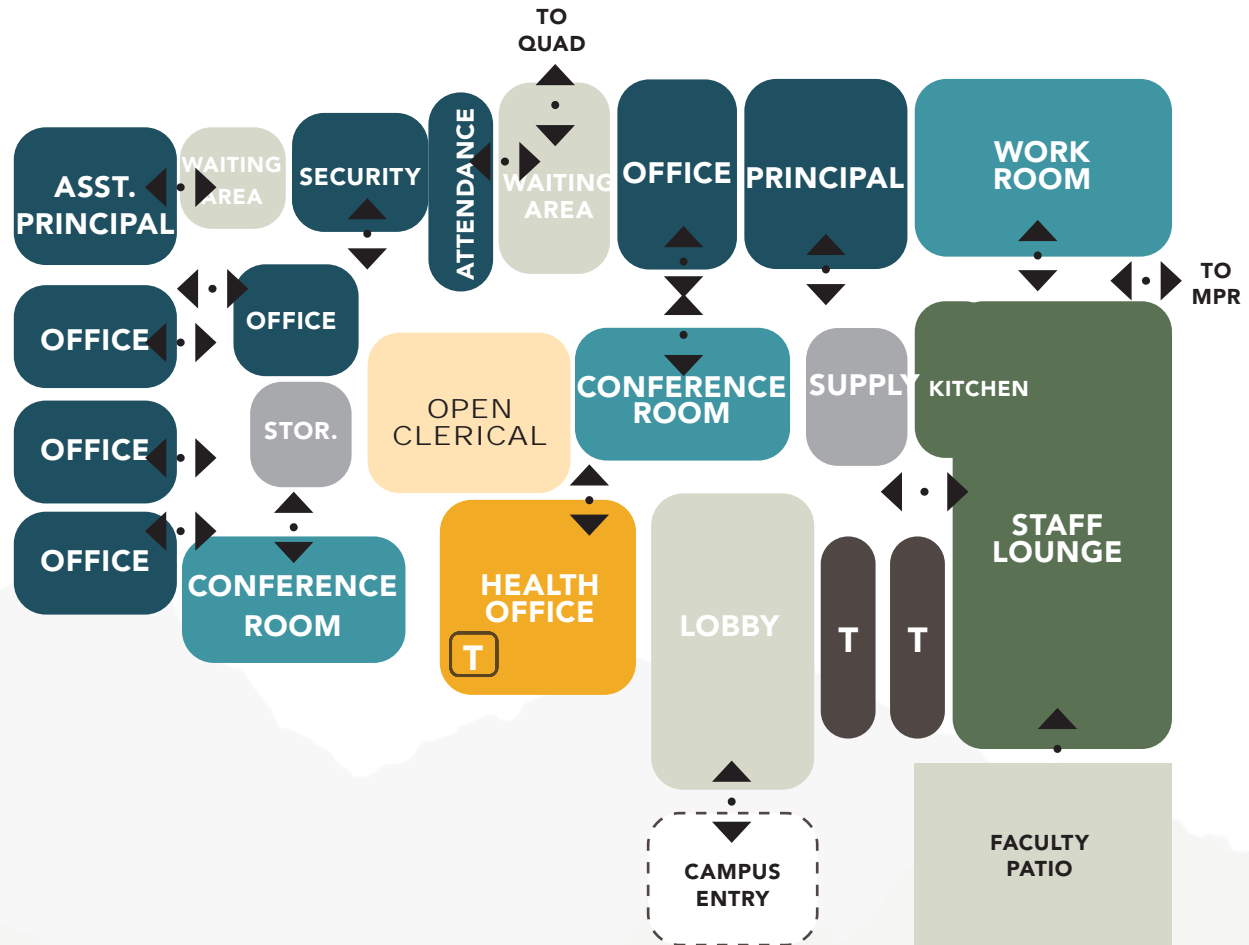 TO
QUAD
ASST.
PRINCIPAL
WAITING
AREA
SECURITY
ATTENDANCE
WAITING
AREA
OFFICE
PRINCIPAL
WORK
ROOM
TO
MPR
OFFICE
OFFICE
OPEN
CLERICAL
CONFERENCE
ROOM
SUPPLY
KITCHEN
OFFICE
STOR.
OFFICE
CONFERENCE
ROOM
HEALTH
OFFICE
T
LOBBY
T
T
STAFF
LOUNGE
CAMPUS
ENTRY
FACULTY
PATIO